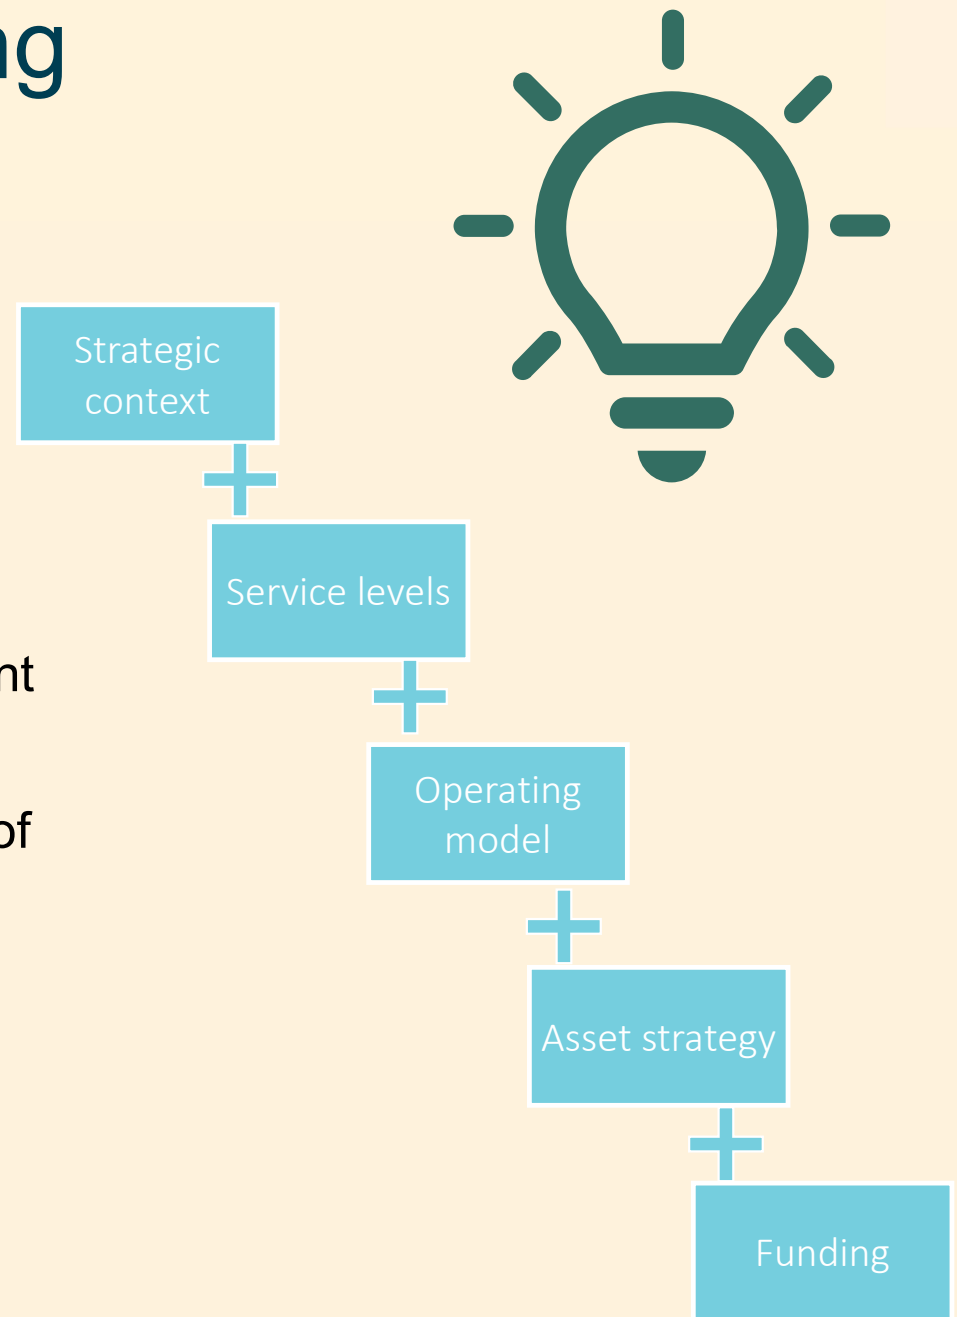 ng
Strategic
context
Service levels
nt
Operating
model
of
Asset strategy
Funding